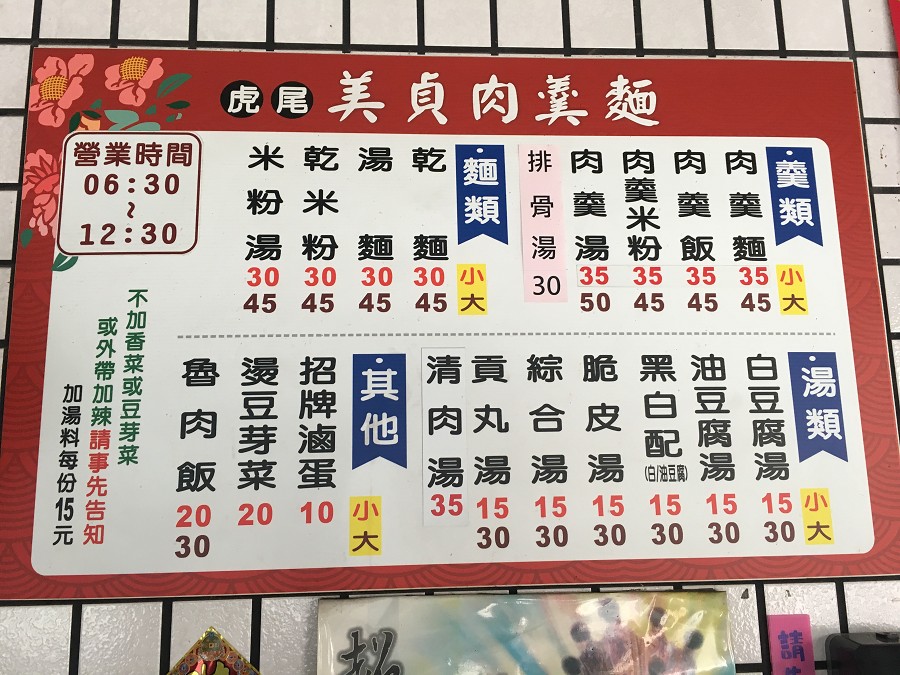 虎尾 美貞肉羹麵
羹類
小 大
肉羹麵 35 45
肉羹飯 35 45
肉羹米粉 35 45
肉羹湯 35 50
排骨湯 30
麵類
小 大
乾麵 30 45
湯麵 30 45
乾米粉 30 45
米粉湯 30 45
營業時間
06:30
~
12:30
湯類
小 大
白豆腐湯 15 30
油豆腐湯 15 30
黑白配(白/油豆腐) 15 30
脆皮湯 15 30
綜合湯 15 30
貢丸湯 15 30
清肉湯 35
其他
小 大
招牌滷蛋 10
燙豆芽菜 20
魯肉飯 20 30
不加香菜或豆芽菜
或外帶加辣請事先告知
加湯料每份15元
請